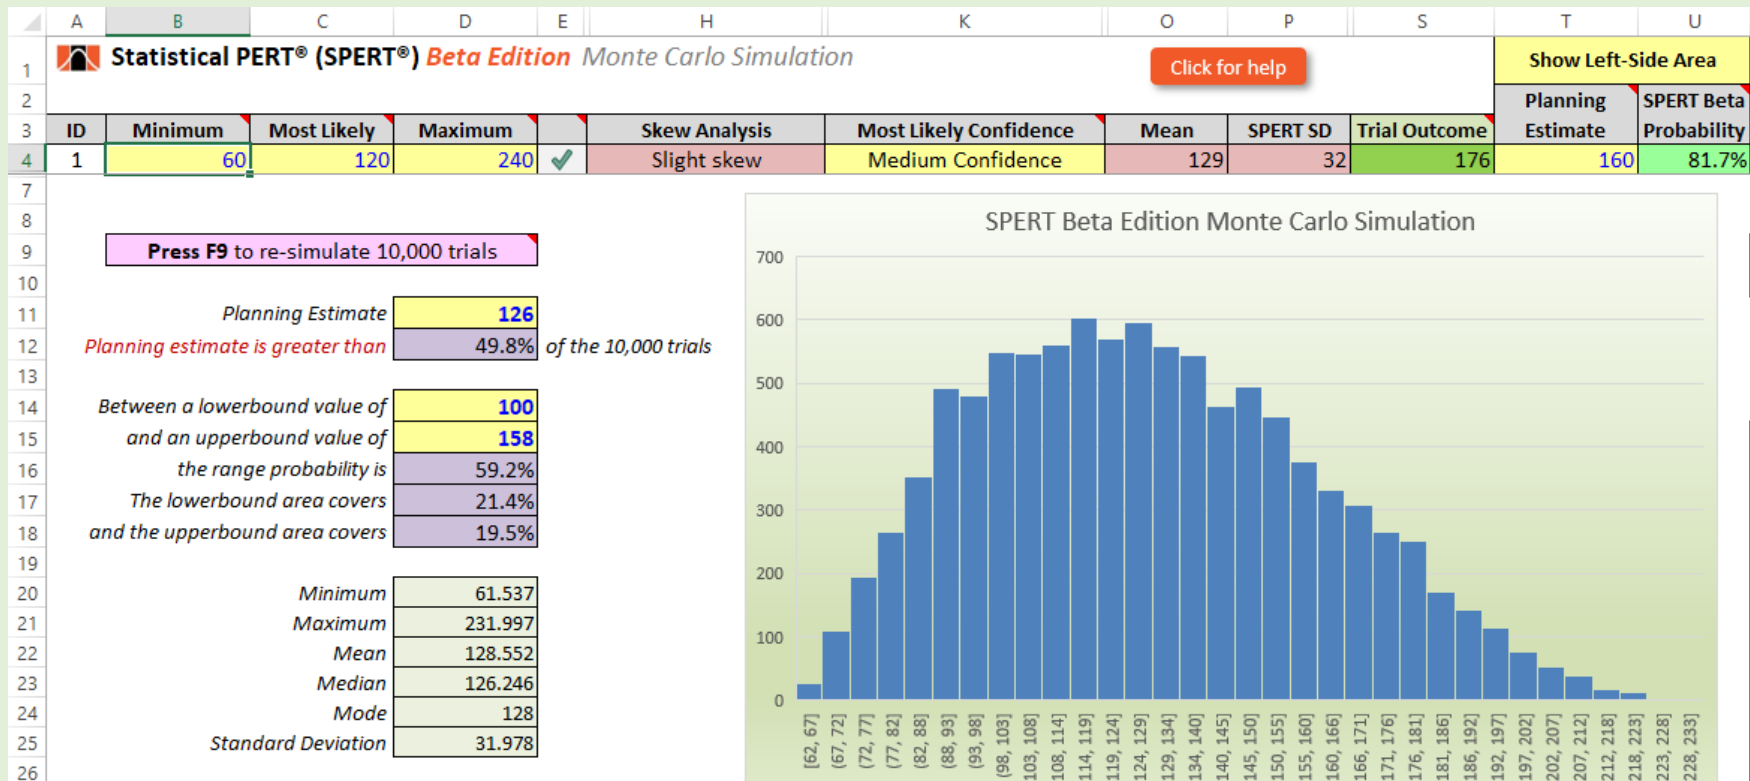 A B C D E H K O P S T U
1 Statistical PERT® (SPERT®) Beta Edition Monte Carlo Simulation Click for help Show Left-Side Area
2 Planning SPERT Beta
3 ID Minimum Most Likely Maximum Skew Analysis Most Likely Confidence Mean SPERT SD Trial Outcome Estimate Probability
4 1 60 120 240 Slight skew Medium Confidence 129 32 176 160 81.7%
7
8
SPERT Beta Edition Monte Carlo Simulation
9 Press F9 to re-simulate 10,000 trials
10
11 Planning Estimate 126
12 Planning estimate is greater than 49.8% of the 10,000 trials
13
14 Between a lowerbound value of 100
15 and an upperbound value of 158
16 the range probability is 59.2%
17 The lowerbound area covers 21.4%
18 and the upperbound area covers 19.5%
19
20 Minimum 61.537
21 Maximum 231.997
22 Mean 128.552
23 Median 126.246
24 Mode 128
25 Standard Deviation 31.978
26
700
600
500
400
300
200
100
0
[62, 67]
(67, 72]
(72, 77]
(77, 82]
(82, 88]
(88, 93]
(93, 98]
(98, 103]
103, 108]
108, 114]
114, 119]
119, 124]
124, 129]
129, 134]
134, 140]
140, 145]
145, 150]
150, 155]
155, 160]
160, 166]
166, 171]
171, 176]
176, 181]
181, 186]
186, 192]
192, 197]
197, 202]
202, 207]
207, 212]
112, 218]
118, 223]
123, 228]
128, 233]